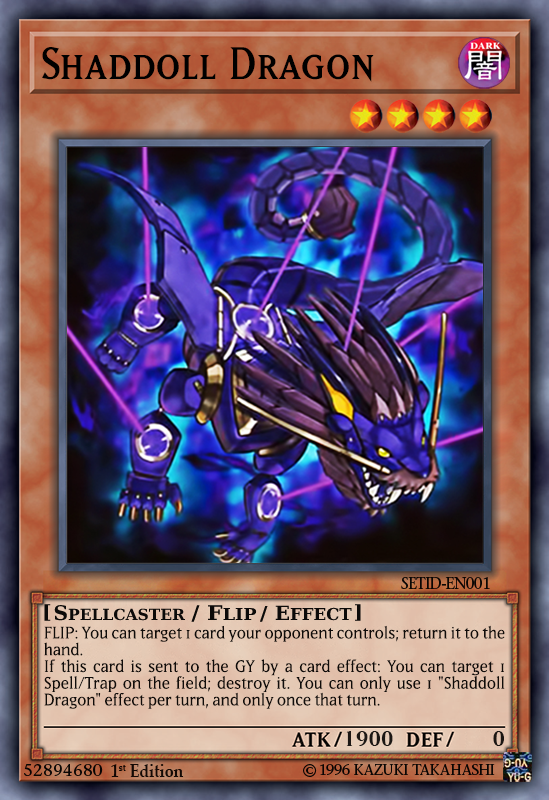 Shaddoll Dragon
DARK
闇
SETID-EN001
[Spellcaster / Flip / Effect]
FLIP: You can target 1 card your opponent controls; return it to the
hand.
If this card is sent to the GY by a card effect: You can target 1
Spell/Trap on the field; destroy it. You can only use 1 "Shaddoll
Dragon" effect per turn, and only once that turn.
ATK/1900 DEF/ 0
52894680 1st Edition ©1996 KAZUKI TAKAHASHI
YU-G
YU-G